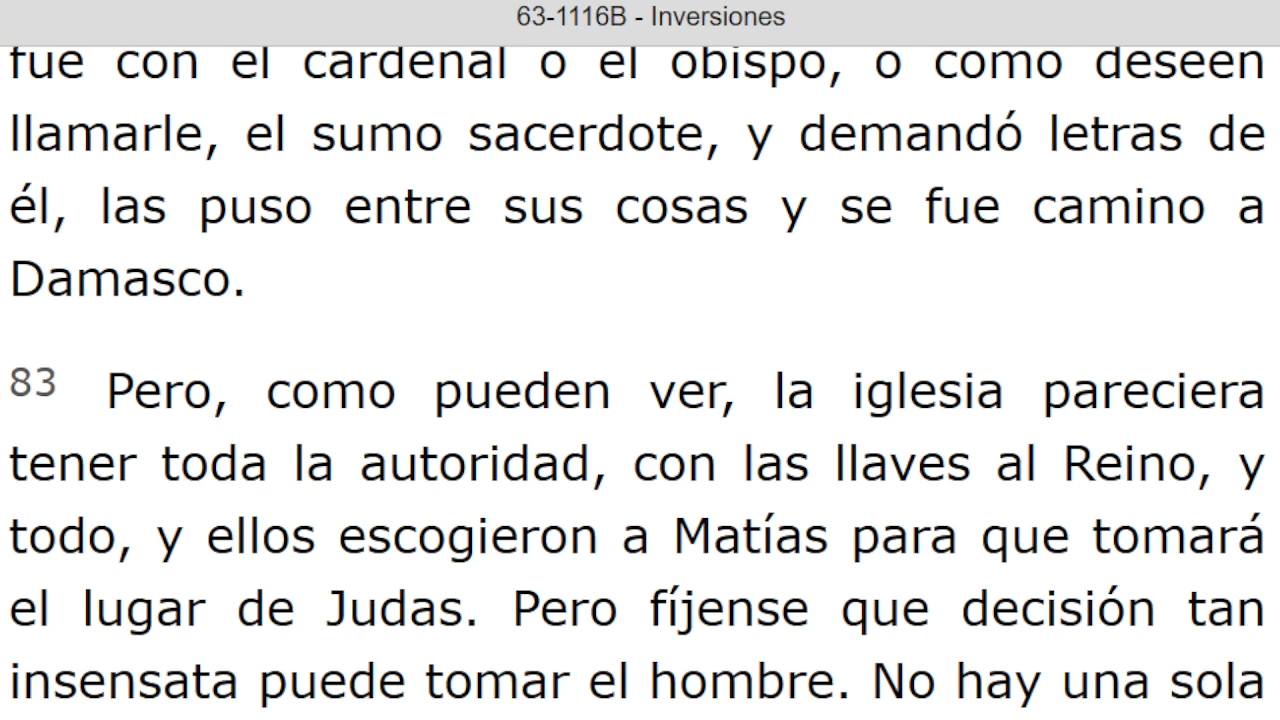 63-1116B - Inversiones
fue con el cardenal o el obispo, o como deseen
llamarle, el sumo sacerdote, y demandó letras de
él, las puso entre sus cosas y se fue camino a
Damasco.
83 Pero, como pueden ver, la iglesia pareciera
tener toda la autoridad, con las llaves al Reino, y
todo, y ellos escogieron a Matías para que tomará
el lugar de Judas. Pero fíjense que decisión tan
insensata puede tomar el hombre. No hay una sola